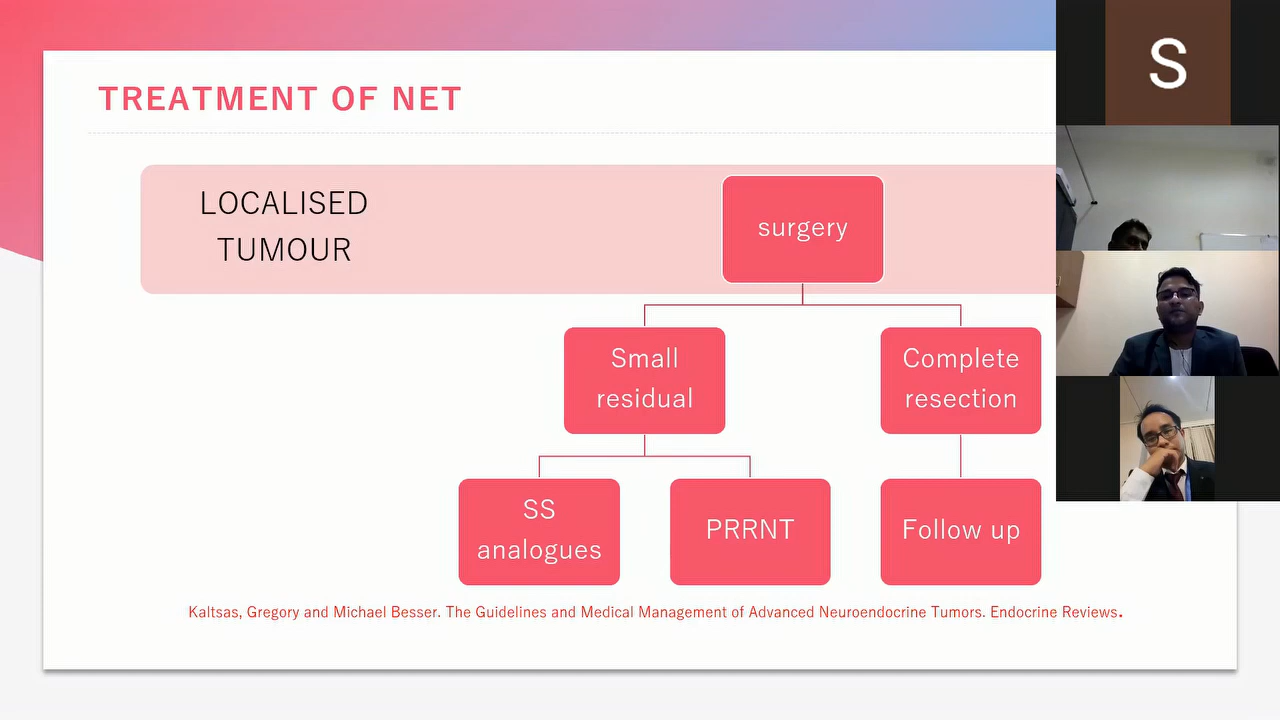 TREATMENT OF NET
S
LOCALISED
TUMOUR
surgery
Small
residual
Complete
resection
SS
analogues
PRRNT
Follow up
Kaltsas, Gregory and Michael Besser. The Guidelines and Medical Management of Advanced Neuroendocrine Tumors. Endocrine Reviews.